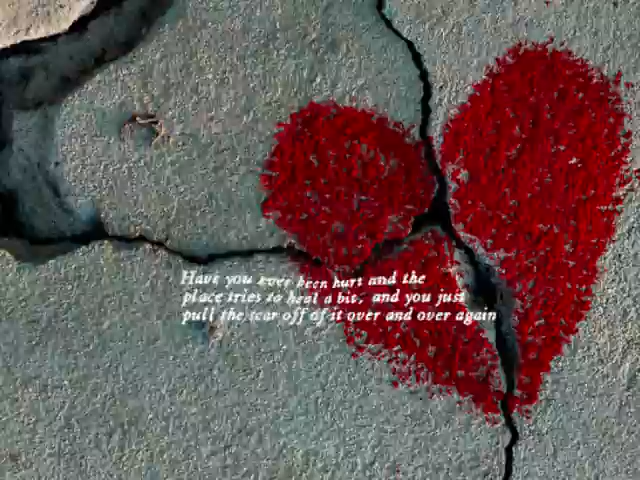 Have you ever been hurt and the
place tries to heal a bit, and you just
pull the scar off of it over and over again